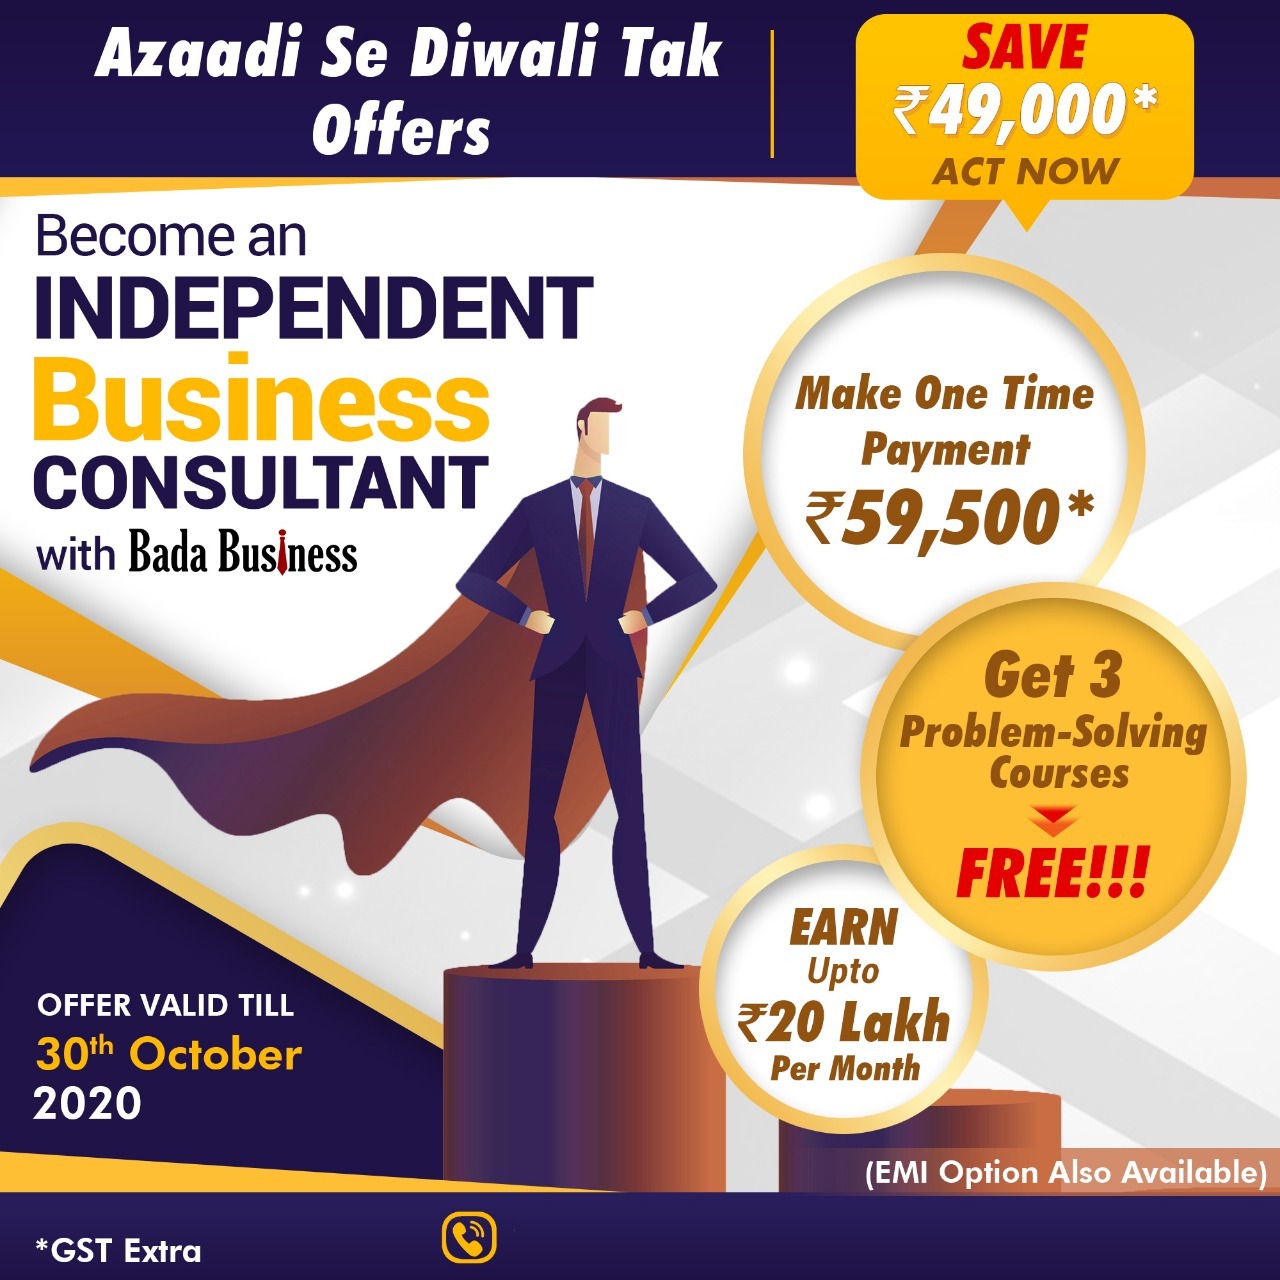 Azaadi Se Diwali Tak
Offers
SAVE
₹49,000*
ACT NOW
Become an
INDEPENDENT
Business
CONSULTANT
with Bada Business
Make One Time
Payment
₹59,500*
Get 3
Problem-Solving
Courses
FREE!!!
EARN
Upto
₹20 Lakh
Per Month
OFFER VALID TILL
30th October
2020
(EMI Option Also Available)
*GST Extra